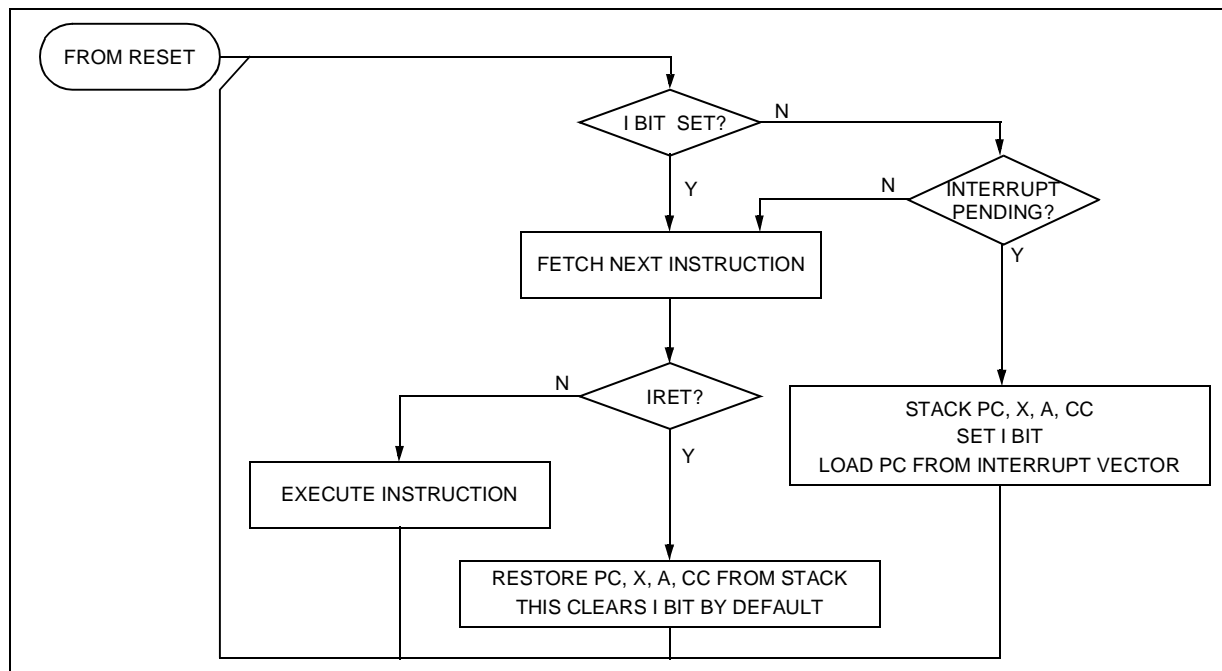 FROM RESET
I BIT SET?
N
Y
N
INTERRUPT
PENDING?
Y
FETCH NEXT INSTRUCTION
N
IRET?
Y
STACK PC, X, A, CC
SET I BIT
LOAD PC FROM INTERRUPT VECTOR
EXECUTE INSTRUCTION
RESTORE PC, X, A, CC FROM STACK
THIS CLEARS I BIT BY DEFAULT